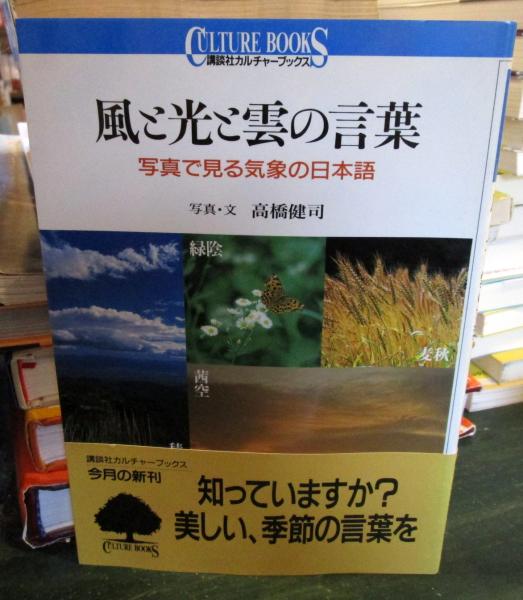 CULTURE BOOKS
講談社カルチャーブックス
風と光と雲の言葉
写真で見る気象の日本語
写真・文 高橋健司
緑陰
麦秋
茜空
講談社カルチャーブックス
今月の新刊
知っていますか?
美しい、季節の言葉を
CULTURE BOOKS